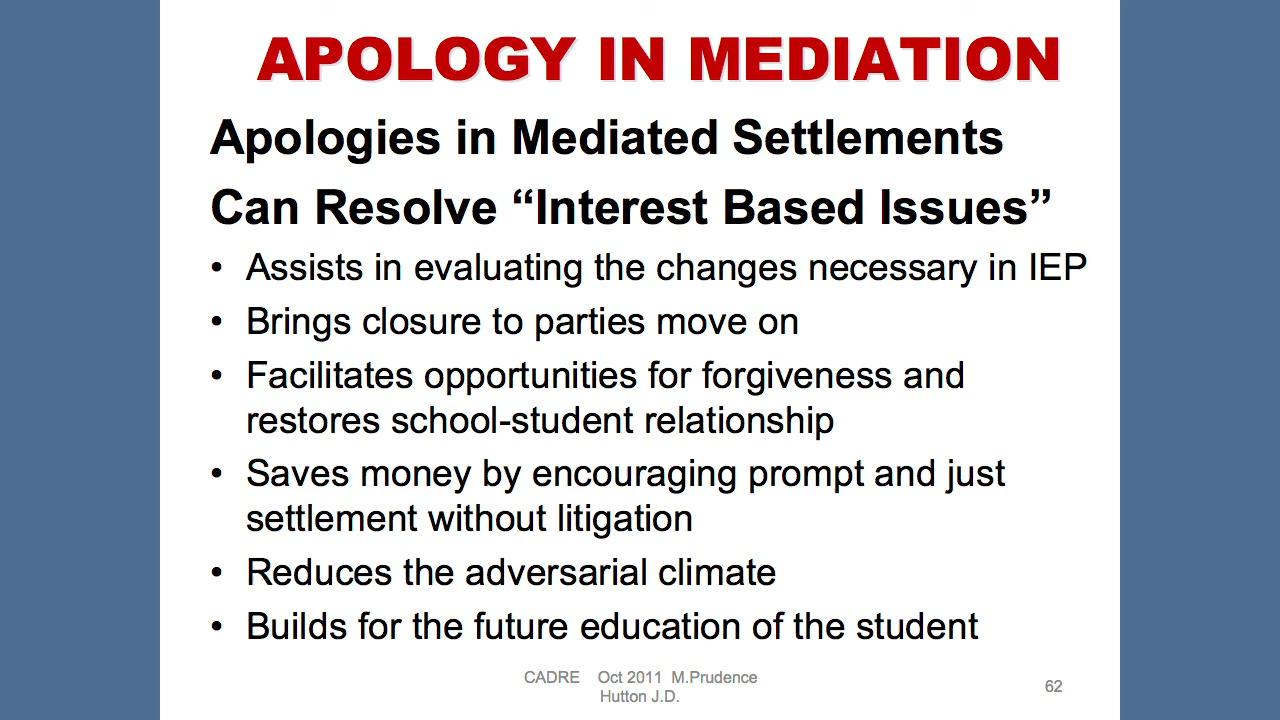 APOLOGY IN MEDIATION
Apologies in Mediated Settlements
Can Resolve “Interest Based Issues”
• Assists in evaluating the changes necessary in IEP
• Brings closure to parties move on
• Facilitates opportunities for forgiveness and
restores school-student relationship
• Saves money by encouraging prompt and just
settlement without litigation
• Reduces the adversarial climate
• Builds for the future education of the student
CADRE Oct 2011 M.Prudence
Hutton J.D.
62